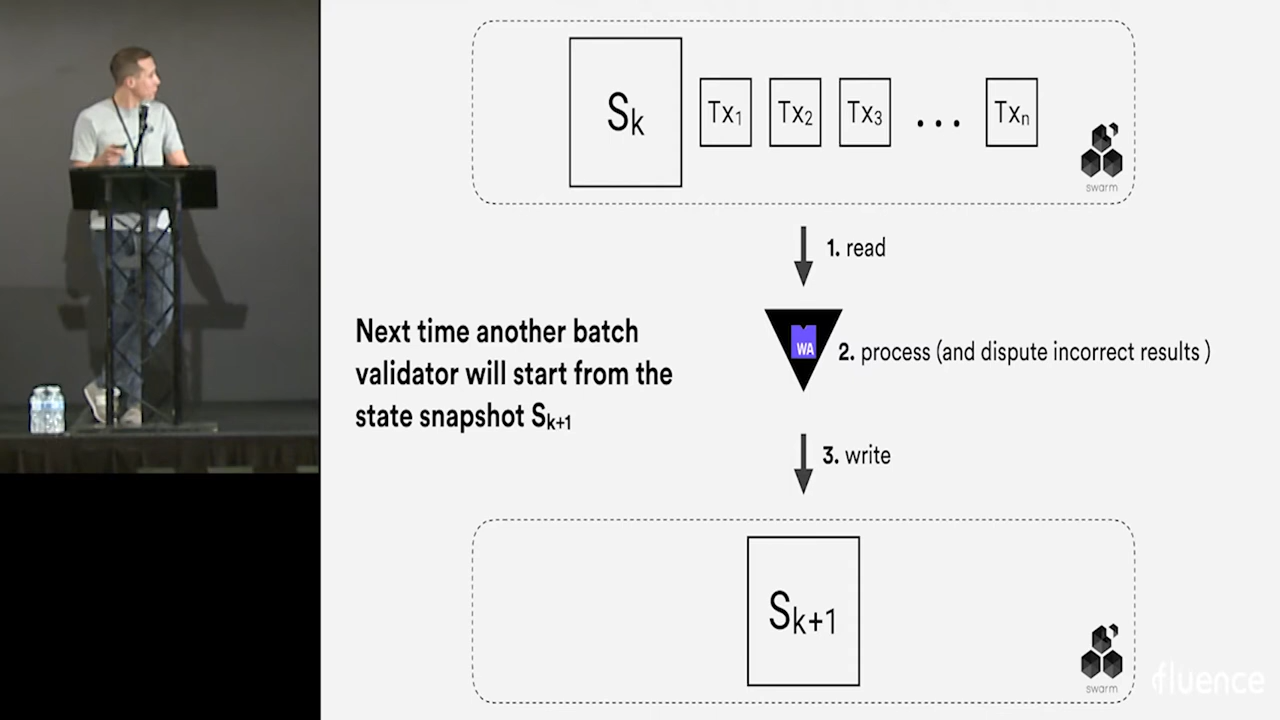 Sk Tx1 Tx2 Tx3 ... Txn
swarm
1. read
WA
2. process (and dispute incorrect results )
Next time another batch
validator will start from the
state snapshot Sk+1
3. write
Sk+1
swarm
fluence